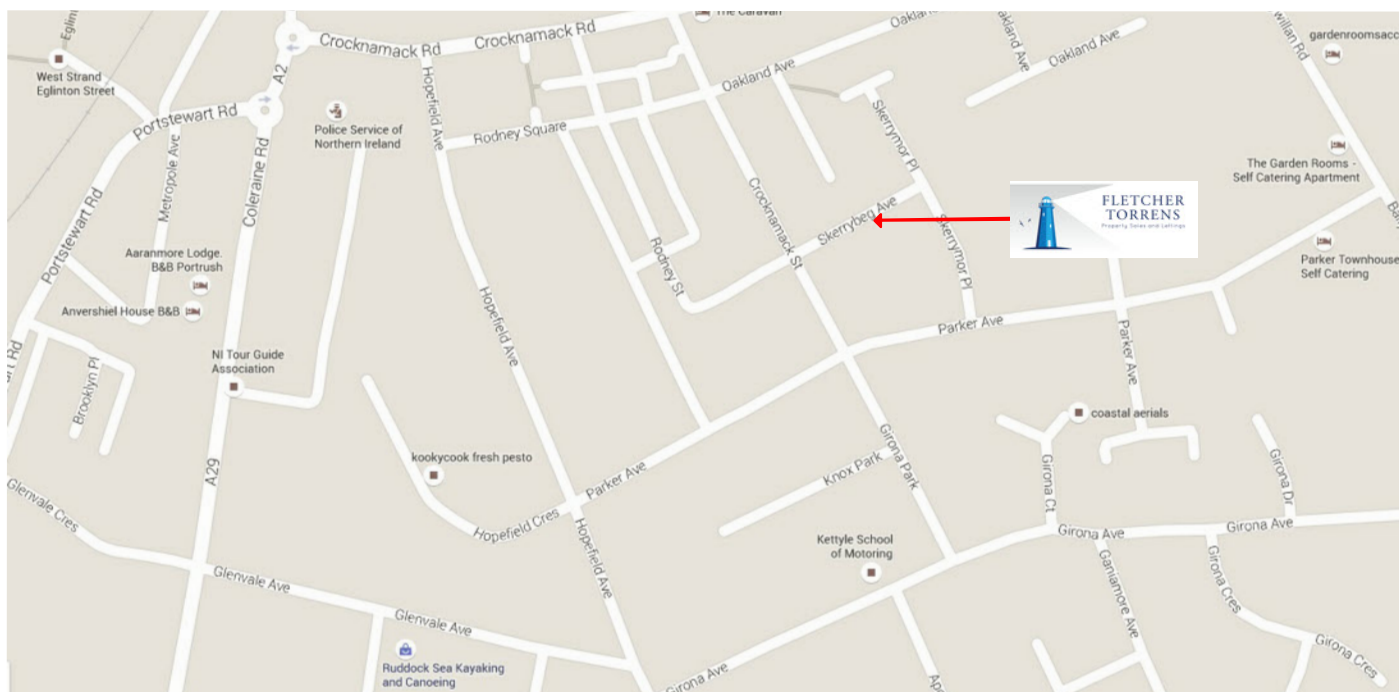 The Caravan
Eglin
Oakland
Oakland Ave
Oakland Ave
Oakland Ave
gardenroomsacc
Crocknamack Rd
Crocknamack Rd
West Strand
Eglinton Street
A2
Portstewart Rd
Police Service of
Northern Ireland
Hopefield Ave
Rodney Square
Skerrymor Pl
The Garden Rooms -
Self Catering Apartment
Metropole Ave
Coleraine Rd
Portstewart Rd
Crocknamack St
Skerrybeg Ave
Skerrymor Pl
FLETCHER
TORRENS
Property Sales and Lettings
Aaranmore Lodge.
B&B Portrush
Anvershiel House B&B
Rodney St
Parker Townhouse
Self Catering
Hopefield Ave
Parker Ave
Parker Ave
NI Tour Guide
Association
Brooklyn Pl
art Rd
coastal aerials
kookycook fresh pesto
A29
Parker Ave
Knox Park
Girona Park
Girona Ct
Girona Dr
Glenvale Cres
Hopefield Cres
Hopefield Ave
Kettyle School
of Motoring
Girona Ave
Girona Ave
Glenvale Ave
Glenvale Ave
Ganiamore Ave
Girona Cres
Girona Cres
Ruddock Sea Kayaking
and Canoeing
Girona Ave